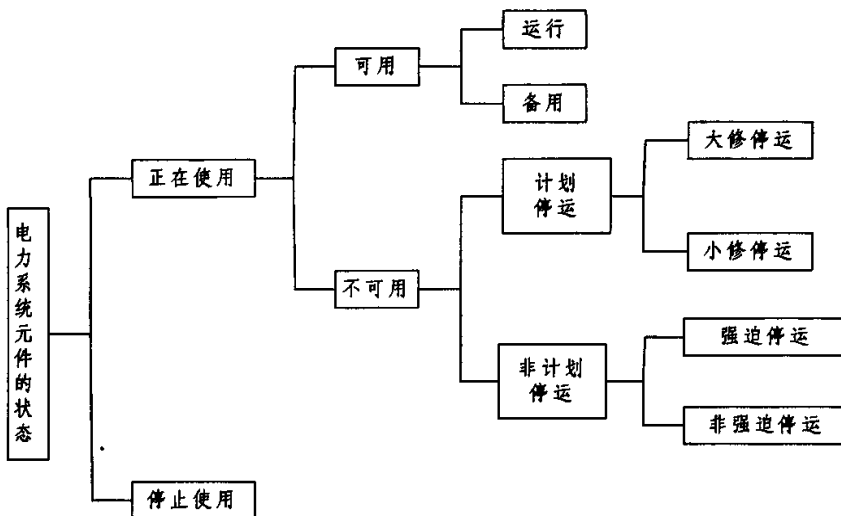 电力系统元件的状态
正在使用
停止使用
可用
不可用
运行
备用
计划
停运
非计划
停运
大修停运
小修停运
强迫停运
非强迫停运